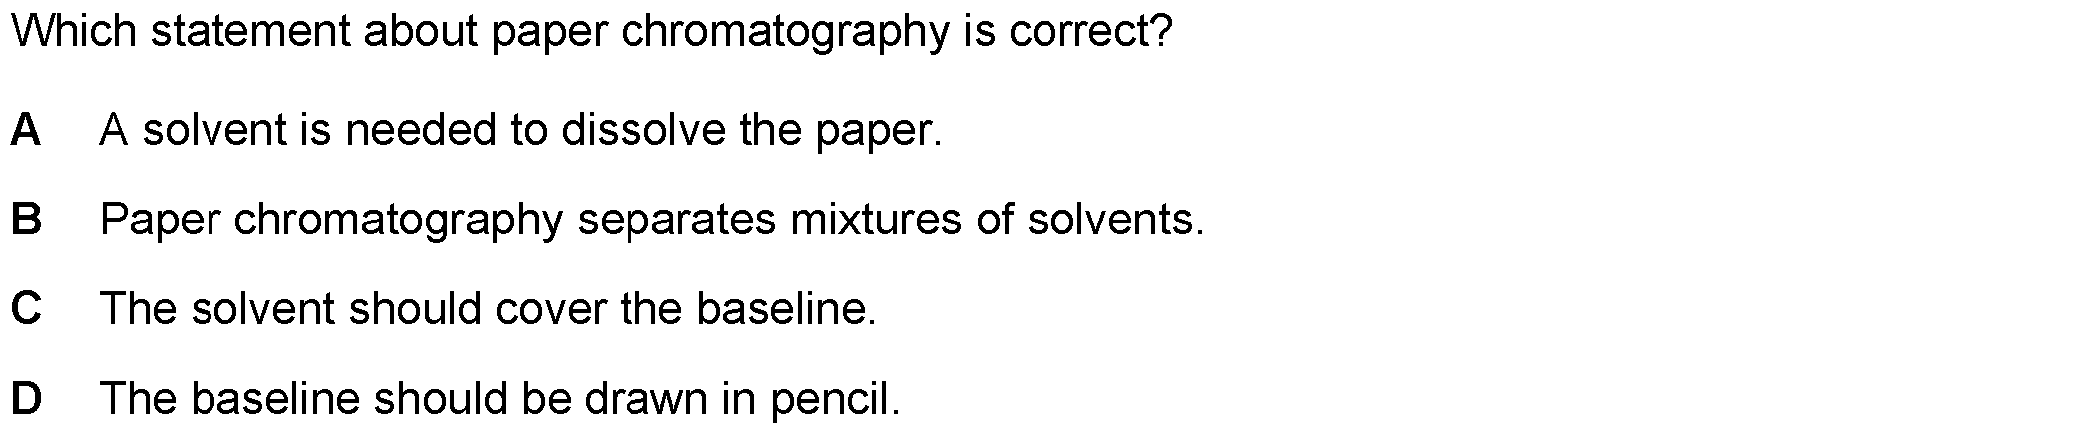 Which statement about paper chromatography is correct?
A A solvent is needed to dissolve the paper.
B Paper chromatography separates mixtures of solvents.
C The solvent should cover the baseline.
D The baseline should be drawn in pencil.